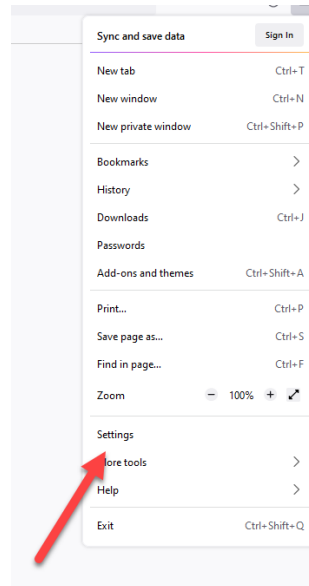 Sync and save data Sign In
New tab Ctrl+T
New window Ctrl+N
New private window Ctrl+Shift+P
Bookmarks
History
Downloads Ctrl+J
Passwords
Add-ons and themes Ctrl+Shift+A
Print... Ctrl+P
Save page as... Ctrl+S
Find in page... Ctrl+F
Zoom − 100% +
Settings
ore tools
Help
Exit Ctrl+Shift+Q